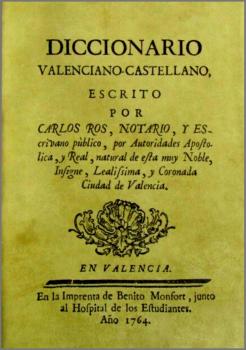 DICCIONARIO
VALENCIANO-CASTELLANO,
ESCRITO
POR
CARLOS ROS, NOTARIO, Y ES-
crivano pùblico, por Autoridades Aposto-
lica, y Real, natural de esta muy Noble,
Insigne, Lealissima, y Coronada
Ciudad de Valencia.
EN VALENCIA.
En la Imprenta de Benito Monfort, junto
al Hospital de los Estudiantes.
Año 1764.